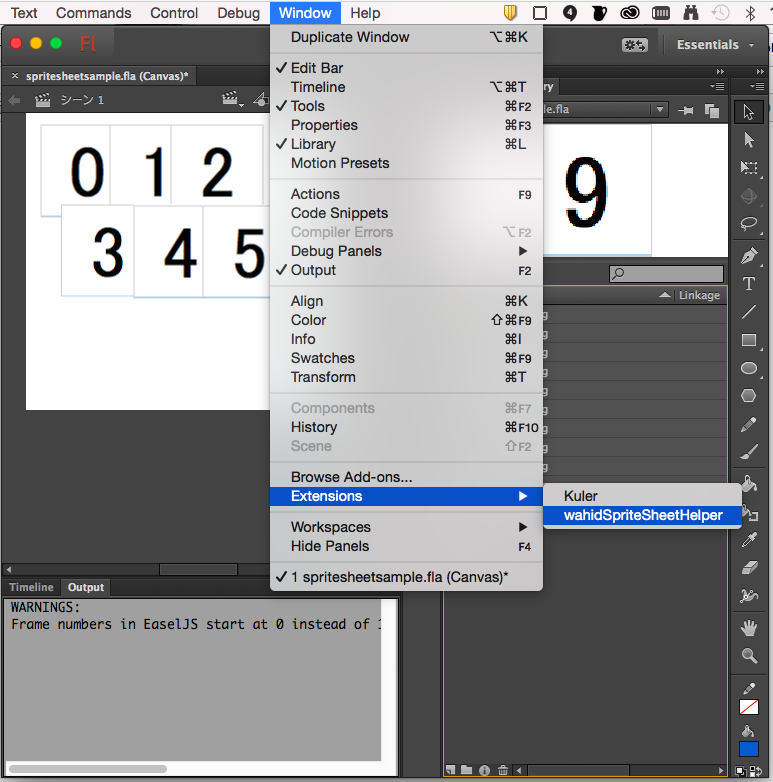 Text Commands Control Debug Window Help
Duplicate Window ⌥⌘K
Fl
Essentials
✓ Edit Bar
× spritesheetsample.fla (Canvas)*
Timeline ⌥⌘T
シーン 1
✓ Tools ⌘F2
Properties ⌘F3
✓ Library ⌘L
Motion Presets
0 1 2
3 4 5
9
Actions F9
Code Snippets
Compiler Errors ⌥F2
Debug Panels ▶
✓ Output F2
Align ⌘K
Color ⇧⌘F9
Info ⌘I
Swatches ⌘F9
Transform ⌘T
Linkage
Components ⌘F7
History ⌘F10
Scene ⇧F2
Browse Add-ons...
Extensions ▶
Kuler
wahidSpriteSheetHelper
Workspaces ▶
Hide Panels F4
✓ 1 spritesheetsample.fla (Canvas)*
Timeline Output
WARNINGS:
Frame numbers in EaselJS start at 0 instead of